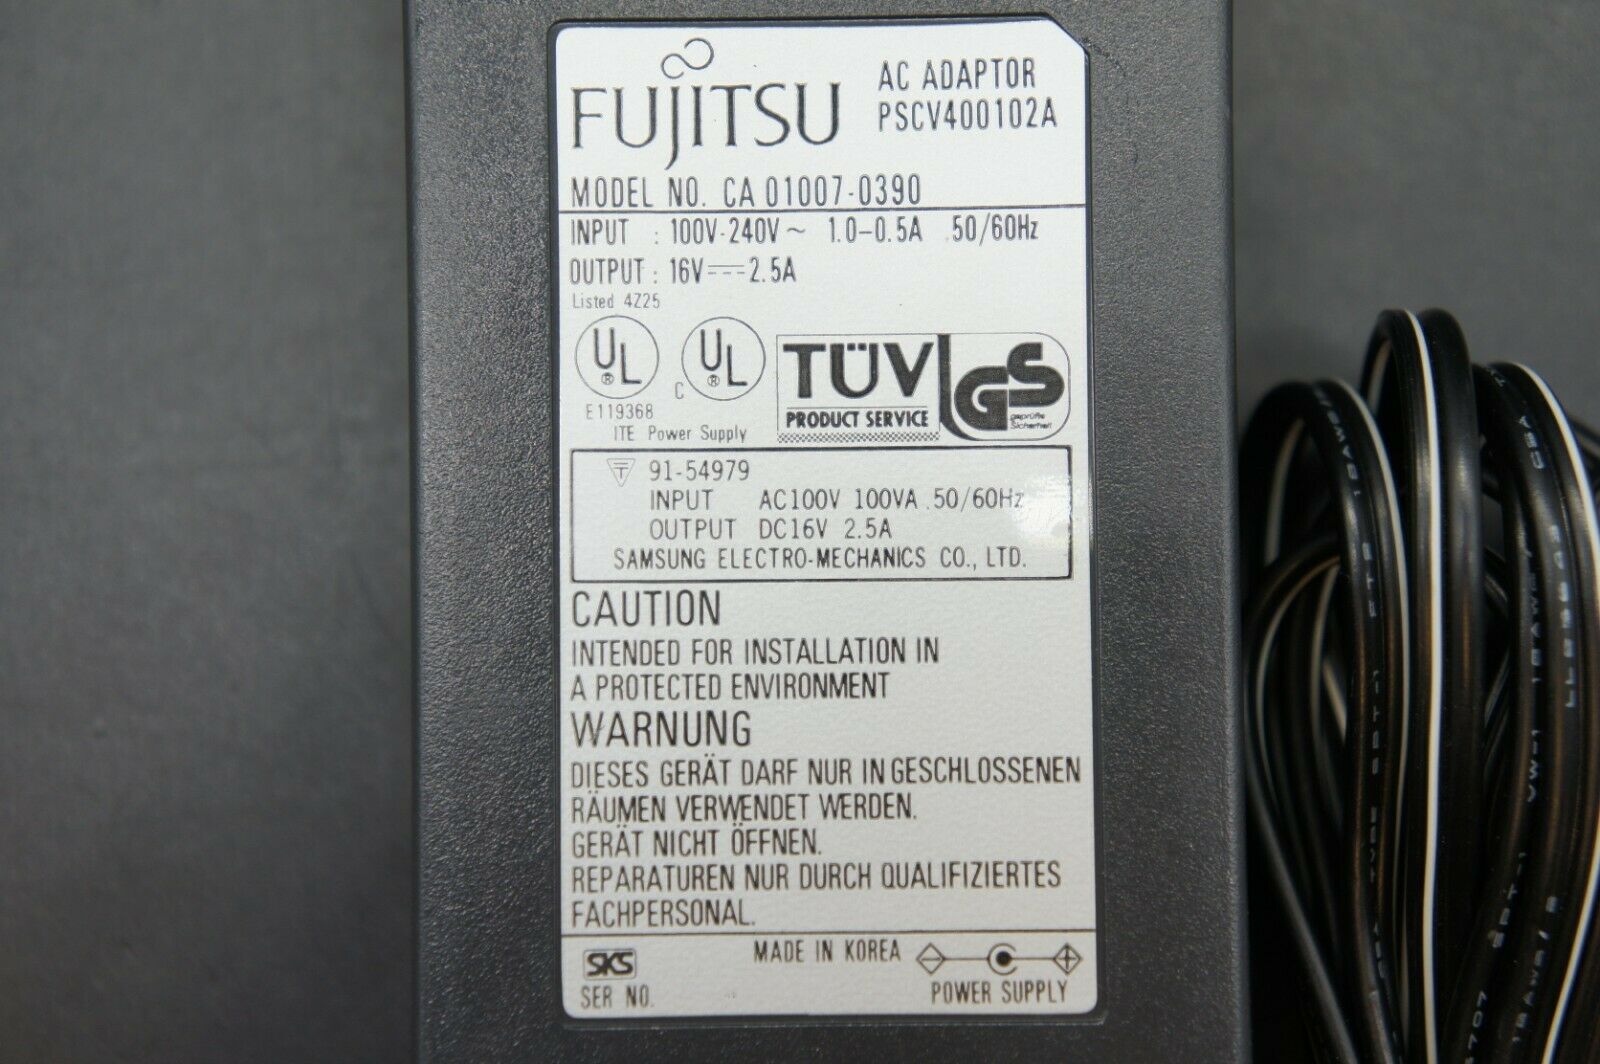 FUJITSU
AC ADAPTOR
PSCV400102A
MODEL NO. CA 01007-0390
INPUT : 100V-240V ~ 1.0-0.5A 50/60Hz
OUTPUT : 16V⎓2.5A
Listed 4Z25
UL ®
C UL ®
E119368
ITE Power Supply
TÜV
PRODUCT SERVICE
GS
geprüfte
Sicherheit
T 91-54979
INPUT AC100V 100VA 50/60Hz
OUTPUT DC16V 2.5A
SAMSUNG ELECTRO-MECHANICS CO., LTD.
CAUTION
INTENDED FOR INSTALLATION IN
A PROTECTED ENVIRONMENT
WARNUNG
DIESES GERÄT DARF NUR IN GESCHLOSSENEN
RÄUMEN VERWENDET WERDEN.
GERÄT NICHT ÖFFNEN.
REPARATUREN NUR DURCH QUALIFIZIERTES
FACHPERSONAL.
SKS
MADE IN KOREA
SER NO.
POWER SUPPLY